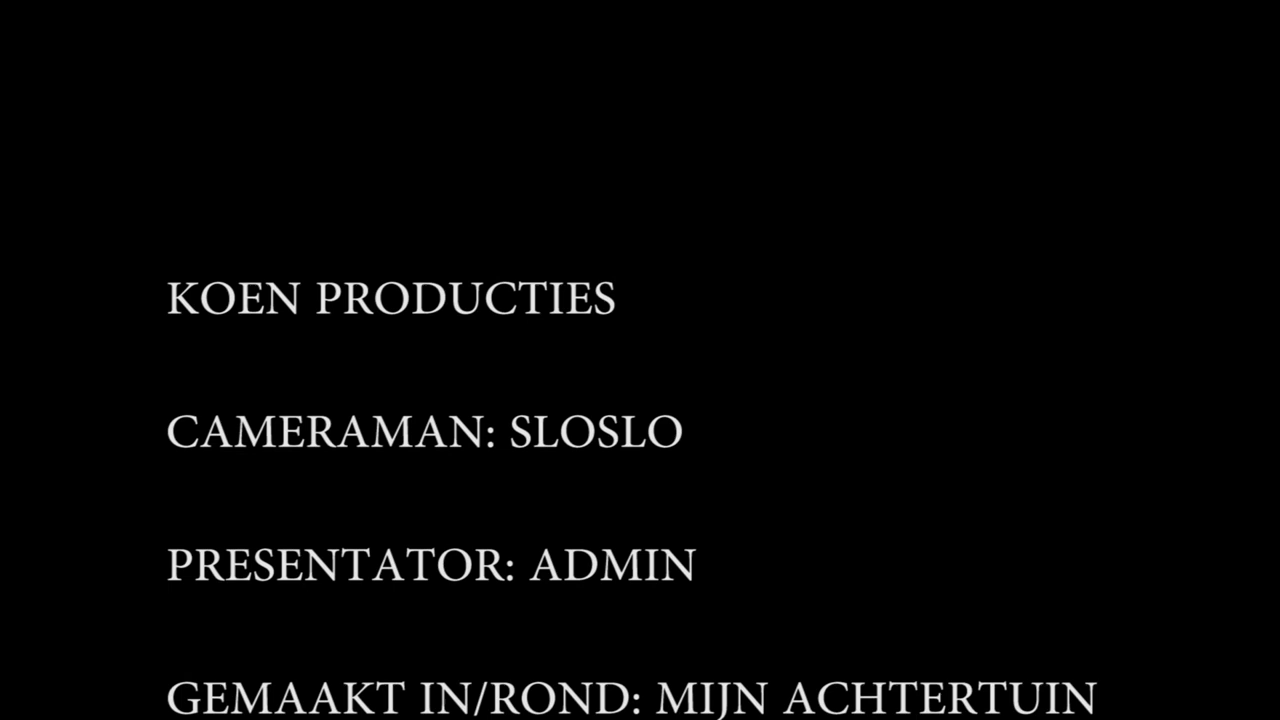 KOEN PRODUCTIES
CAMERAMAN: SLOSLO
PRESENTATOR: ADMIN
GEMAAKT IN/ROND: MIJN ACHTERTUIN